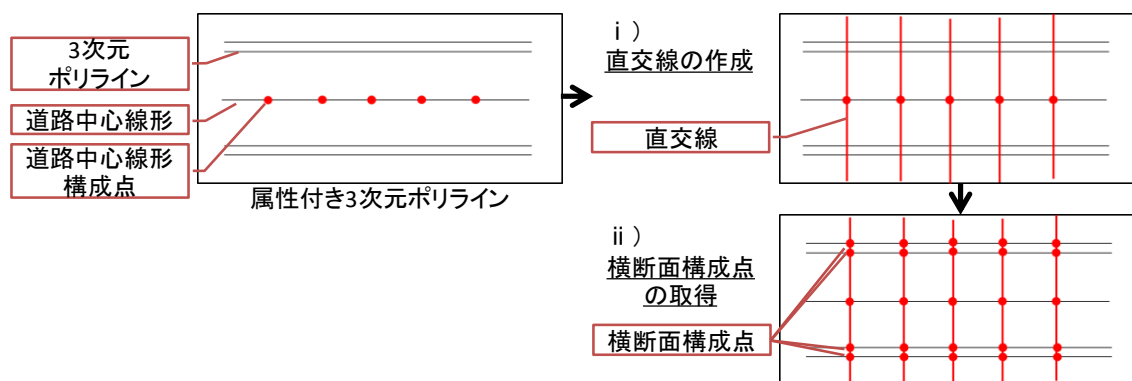 3次元
ポリライン
道路中心線形
道路中心線形
構成点
属性付き3次元ポリライン
ⅰ）
直交線の作成
直交線
ⅱ）
横断面構成点
の取得
横断面構成点